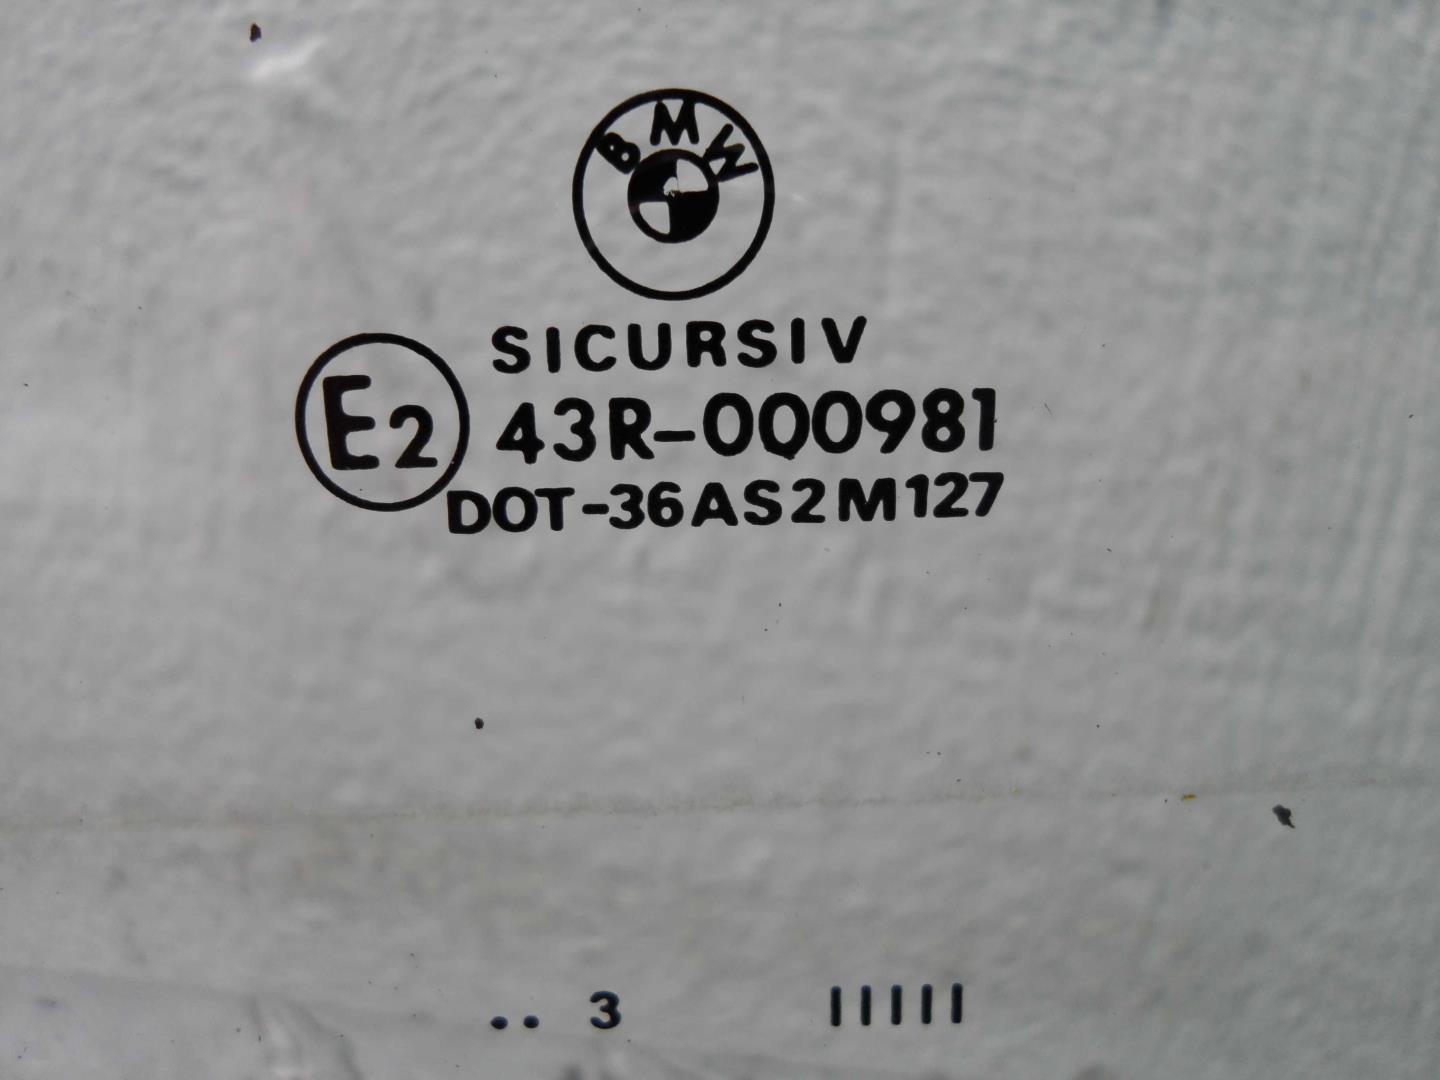 BMW
SICURSIV
E2 43R-000981
DOT-36AS2M127
.. 3 IIIII